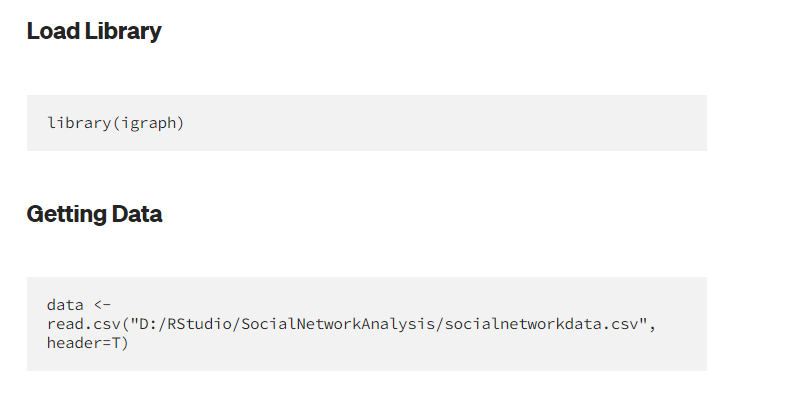 Load Library
library(igraph)
Getting Data
data <-
read.csv("D:/RStudio/SocialNetworkAnalysis/socialnetworkdata.csv",
header=T)